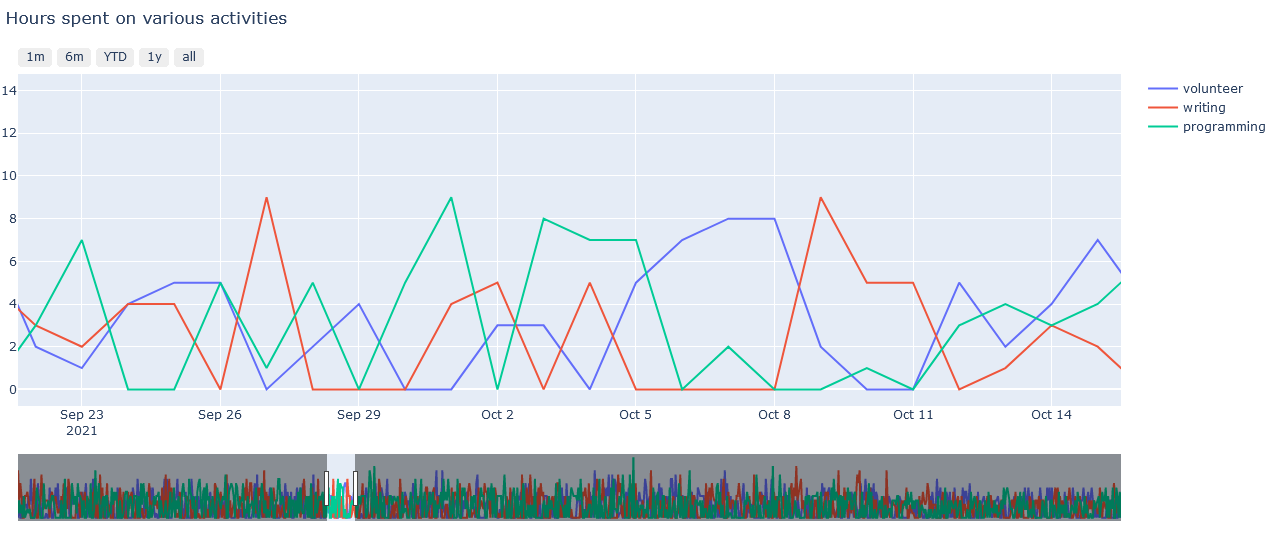 Hours spent on various activities
1m 6m YTD 1y all
volunteer
writing
programming
14
12
10
8
6
4
2
0
Sep 23 Sep 26 Sep 29 Oct 2 Oct 5 Oct 8 Oct 11 Oct 14
2021